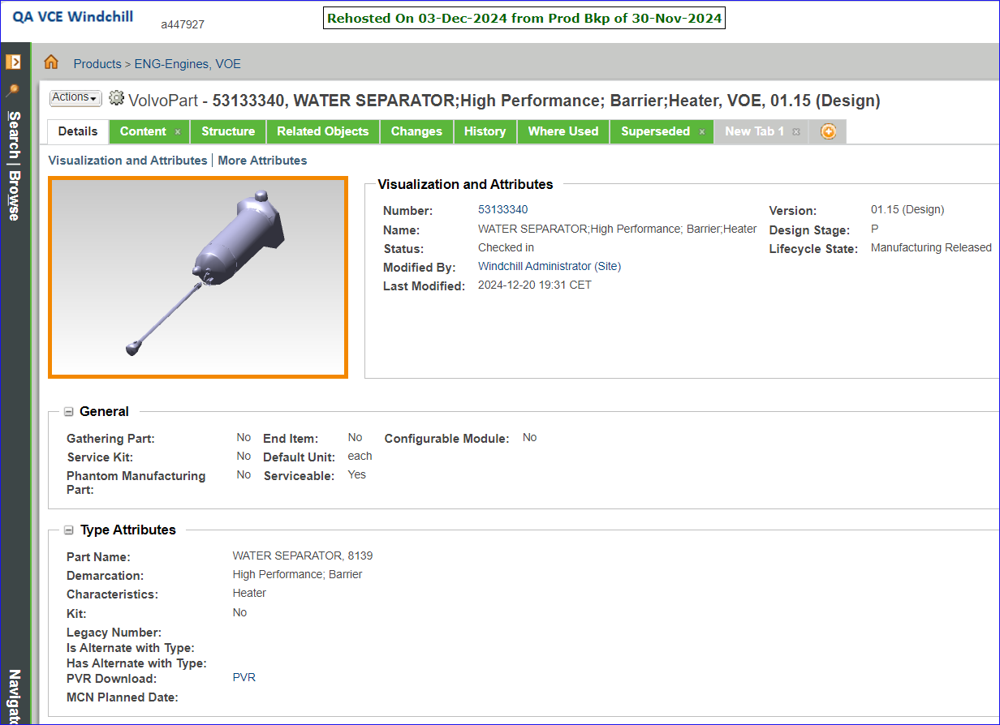 QA VCE Windchill
a447927
Rehosted On 03-Dec-2024 from Prod Bkp of 30-Nov-2024
Search | Browse
Products > ENG-Engines, VOE
Actions
VolvoPart - 53133340, WATER SEPARATOR;High Performance; Barrier;Heater, VOE, 01.15 (Design)
Details Content × Structure Related Objects Changes History Where Used Superseded × New Tab 1 ×
Visualization and Attributes | More Attributes
Visualization and Attributes
Number: 53133340 Version: 01.15 (Design)
Name: WATER SEPARATOR;High Performance; Barrier;Heater Design Stage: P
Status: Checked in Lifecycle State: Manufacturing Released
Modified By: Windchill Administrator (Site)
Last Modified: 2024-12-20 19:31 CET
General
Gathering Part: No End Item: No Configurable Module: No
Service Kit: No Default Unit: each
Phantom Manufacturing Part: No Serviceable: Yes
Type Attributes
Part Name: WATER SEPARATOR, 8139
Demarcation: High Performance; Barrier
Characteristics: Heater
Kit: No
Legacy Number:
Is Alternate with Type:
Has Alternate with Type:
PVR Download: PVR
MCN Planned Date: